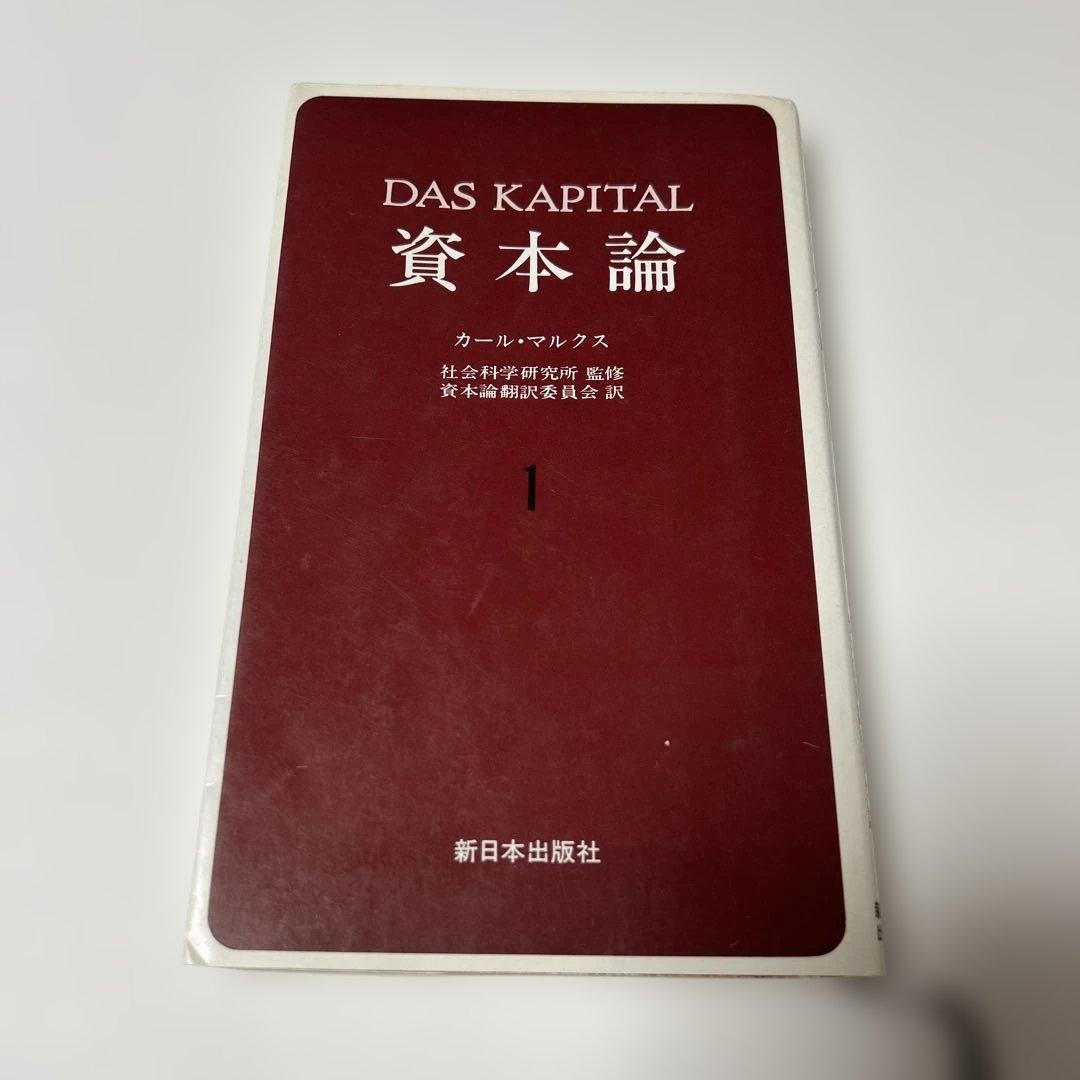 DAS KAPITAL
資本論
カール・マルクス
社会科学研究所 監修
資本論翻訳委員会 訳
1
新日本出版社